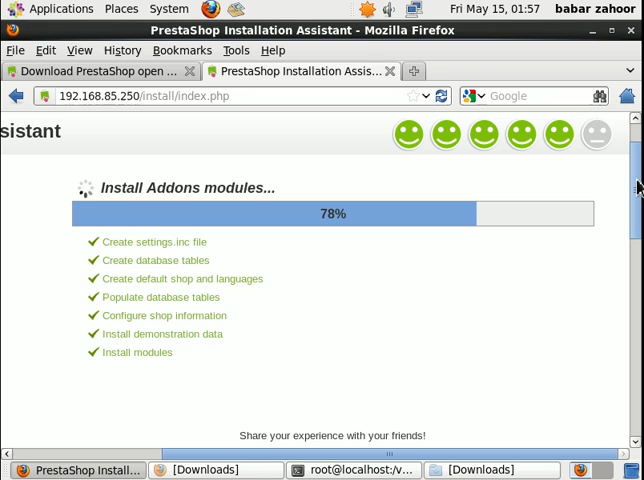 Applications Places System Fri May 15, 01:57 babar zahoor
PrestaShop Installation Assistant - Mozilla Firefox
File Edit View History Bookmarks Tools Help
Download PrestaShop open ... PrestaShop Installation Assis...
192.168.85.250/install/index.php Google
sistant
Install Addons modules...
78%
Create settings.inc file
Create database tables
Create default shop and languages
Populate database tables
Configure shop information
Install demonstration data
Install modules
Share your experience with your friends!
PrestaShop Install... [Downloads] root@localhost:/v... [Downloads]